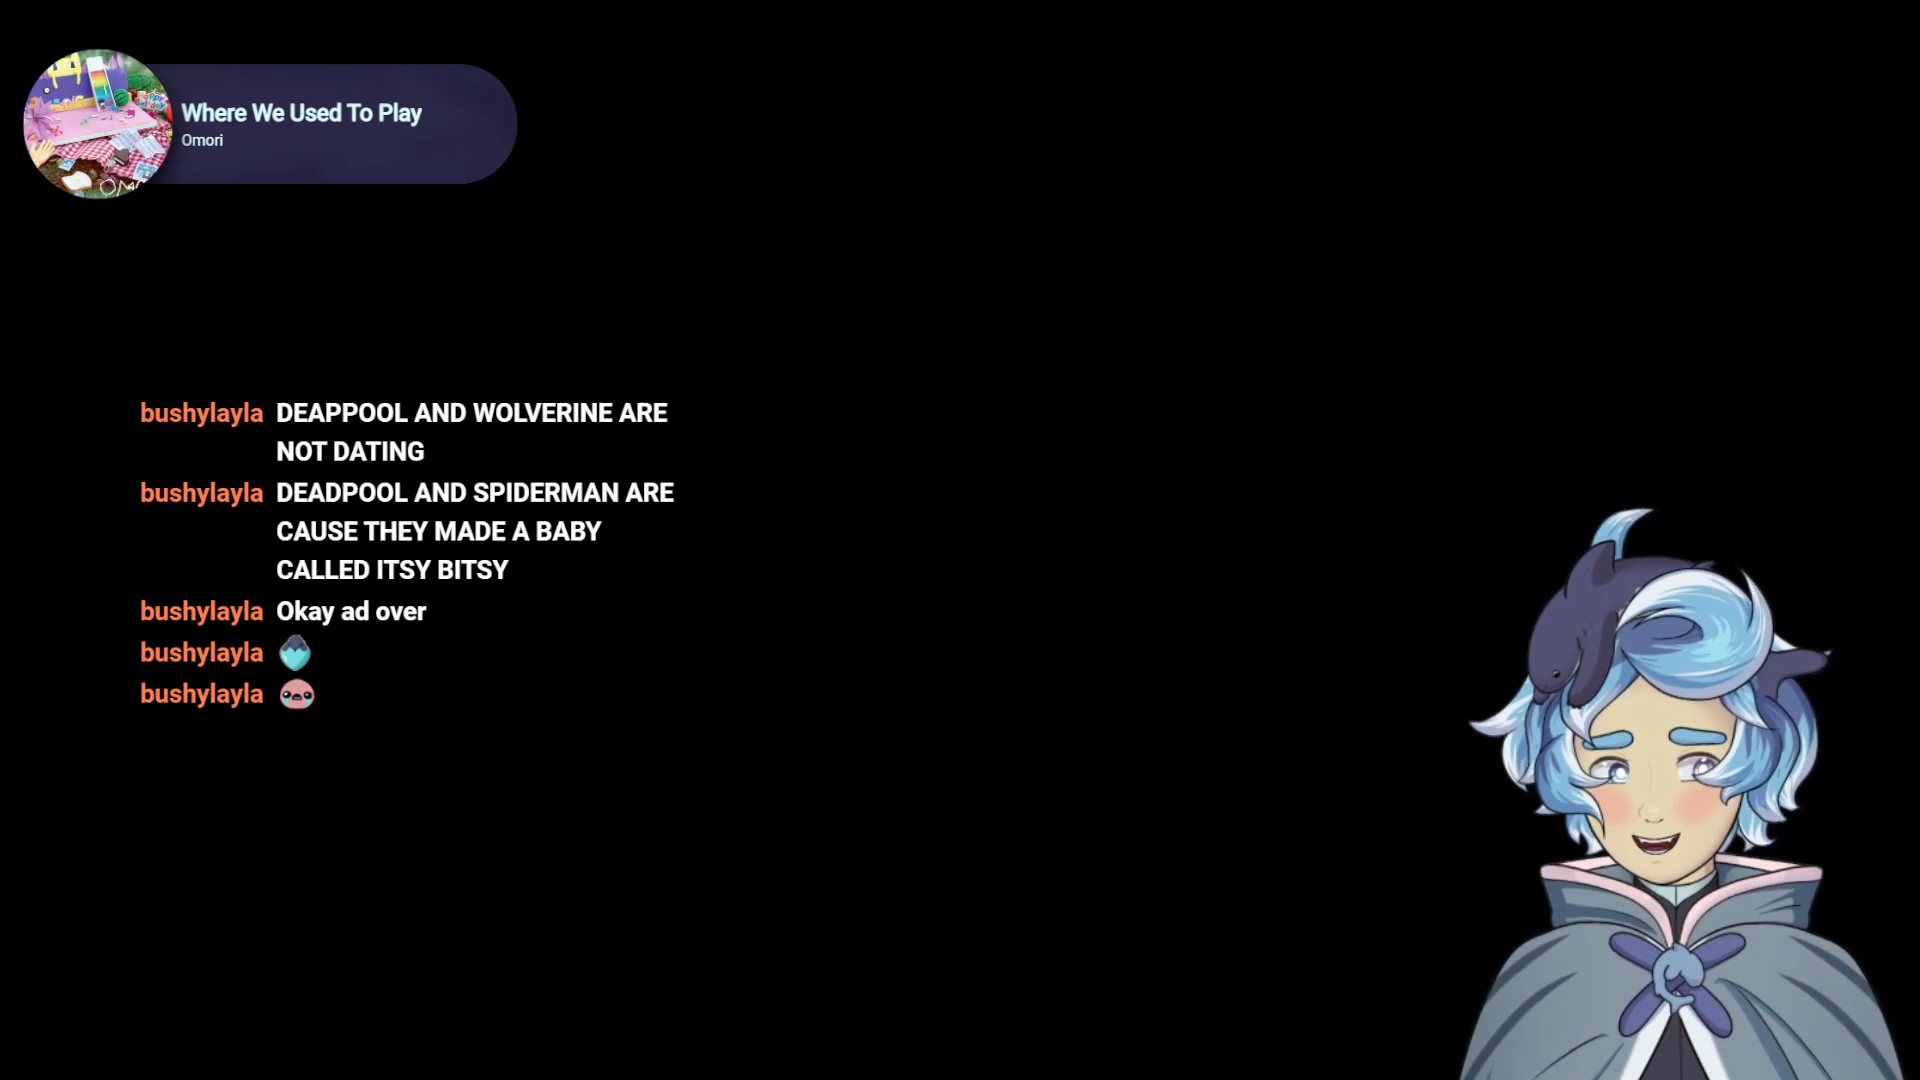 Where We Used To Play
Omori
OMO
bushylayla DEAPPOOL AND WOLVERINE ARE
NOT DATING
bushylayla DEADPOOL AND SPIDERMAN ARE
CAUSE THEY MADE A BABY
CALLED ITSY BITSY
bushylayla Okay ad over
bushylayla
bushylayla